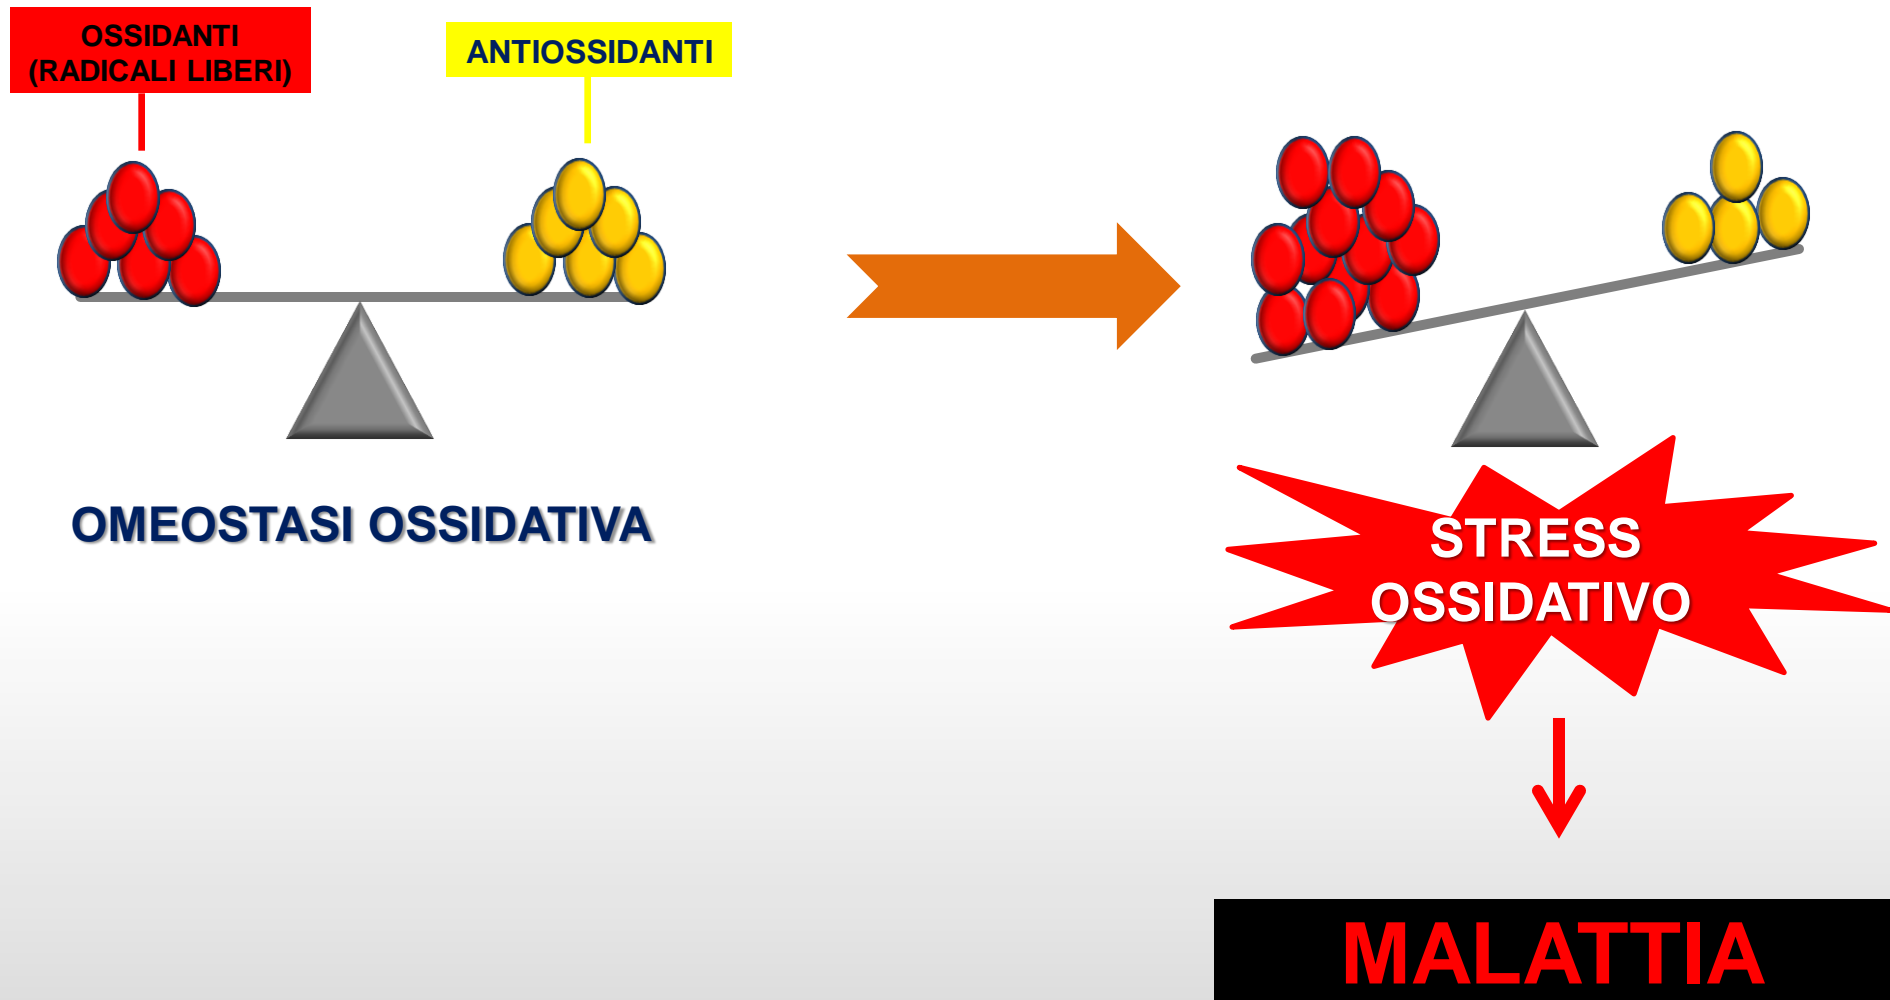 OSSIDANTI
(RADICALI LIBERI)
ANTIOSSIDANTI
OMEOSTASI OSSIDATIVA
STRESS
OSSIDATIVO
MALATTIA